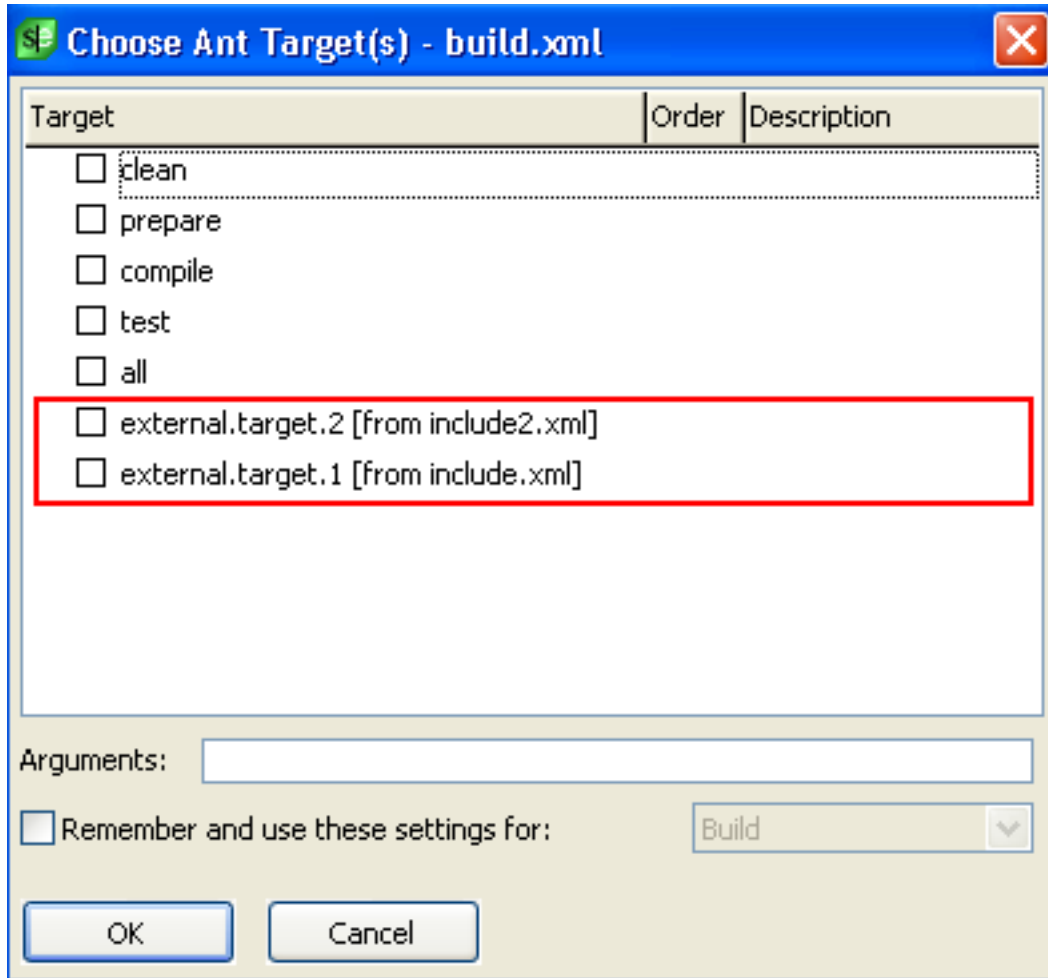 Choose Ant Target(s) - build.xml
Target Order Description
clean
prepare
compile
test
all
external.target.2 [from include2.xml]
external.target.1 [from include.xml]
Arguments:
Remember and use these settings for: Build
OK Cancel